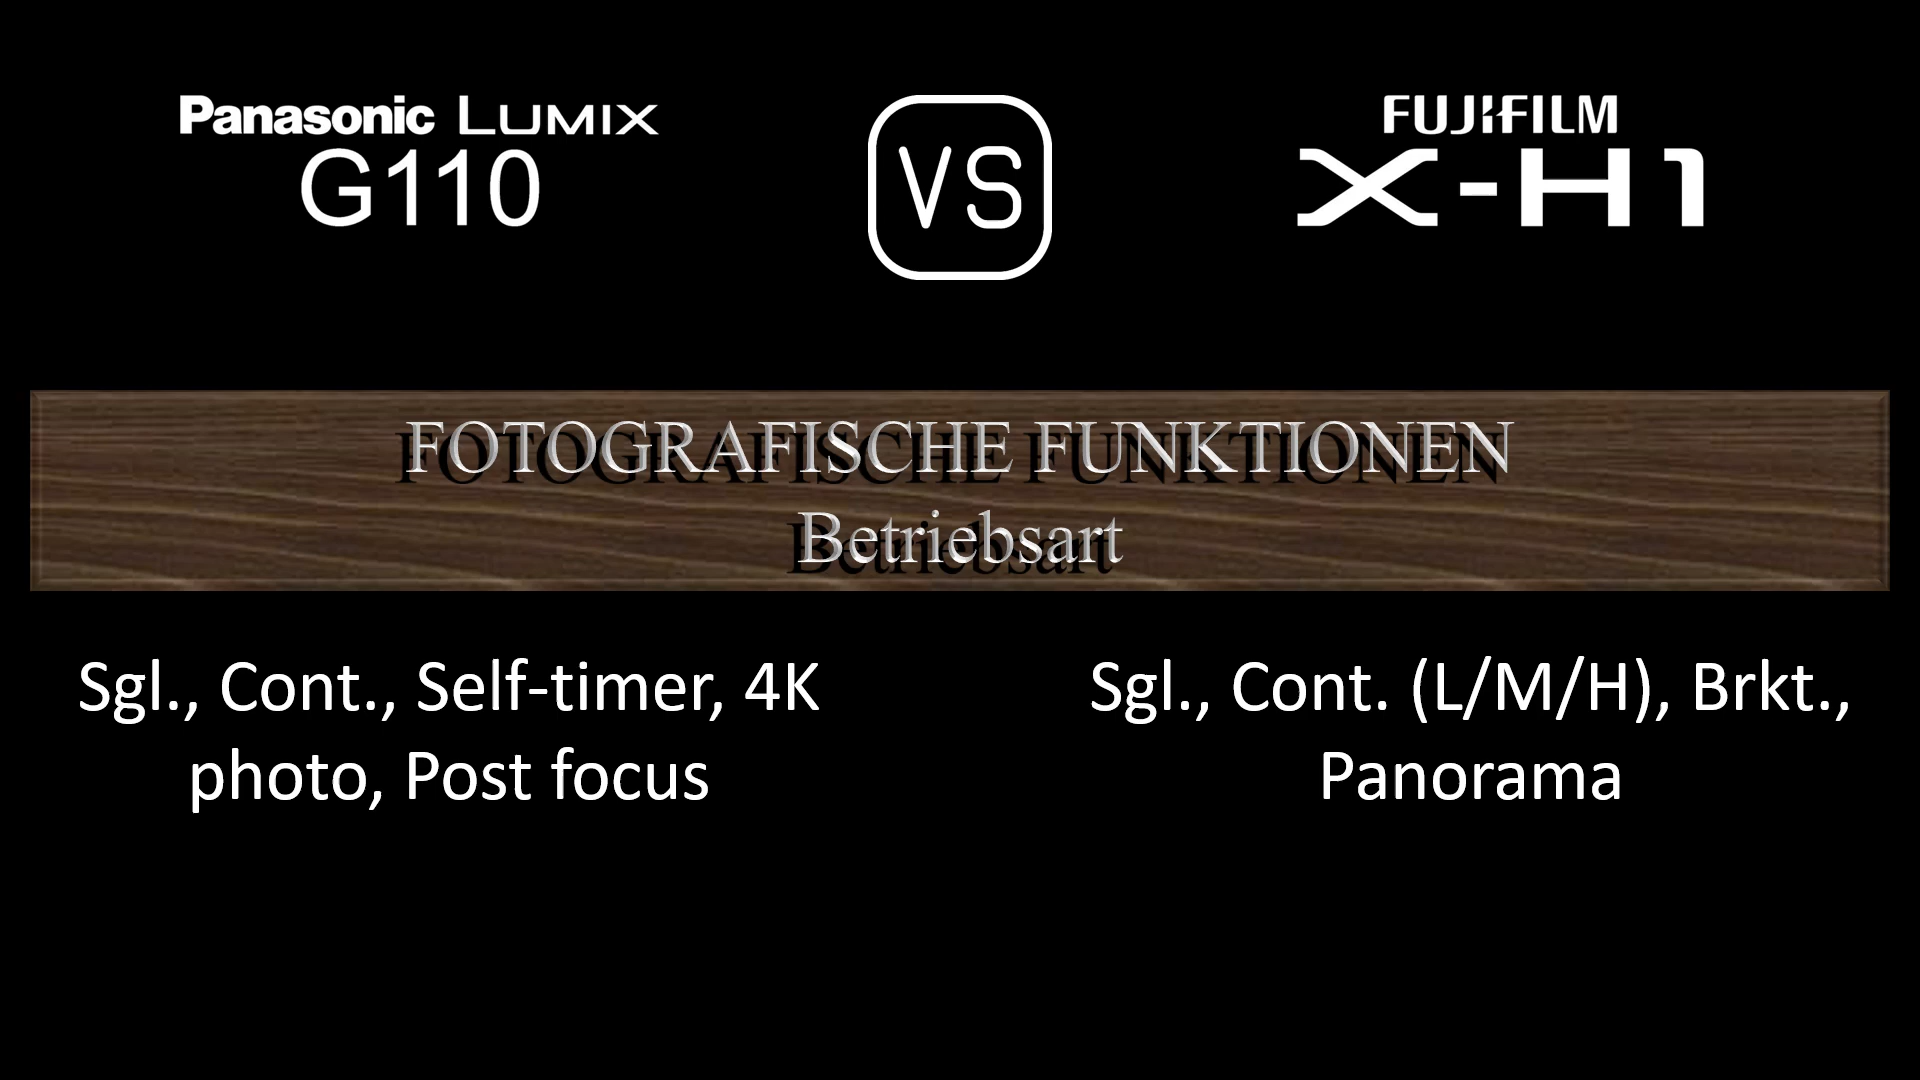 Panasonic LUMIX
G110
VS
FUJIFILM
X-H1
FOTOGRAFISCHE FUNKTIONEN
Betriebsart
Sgl., Cont., Self-timer, 4K
photo, Post focus
Sgl., Cont. (L/M/H), Brkt.,
Panorama